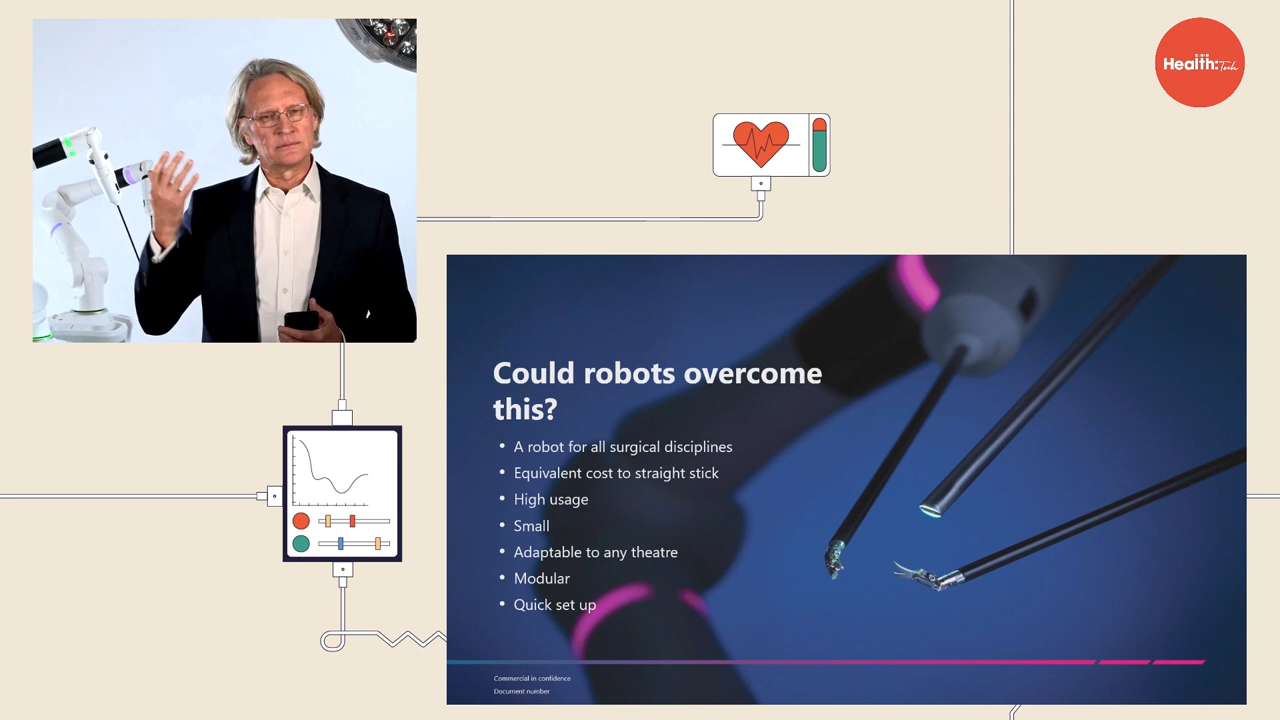 Health:Tech
Could robots overcome
this?
• A robot for all surgical disciplines
• Equivalent cost to straight stick
• High usage
• Small
• Adaptable to any theatre
• Modular
• Quick set up
Commercial in confidence
Document number